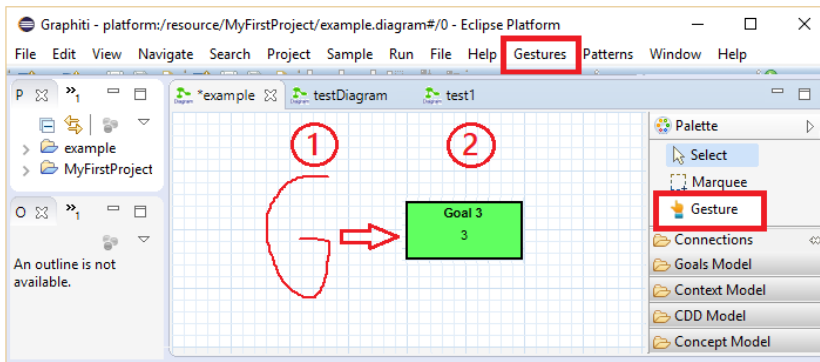 Graphiti - platform:/resource/MyFirstProject/example.diagram#/0 - Eclipse Platform
File Edit View Navigate Search Project Sample Run File Help Gestures Patterns Window Help
P »1
*example testDiagram test1
example
MyFirstProject
O »1
An outline is not
available.
1 2
G
Goal 3
3
Palette
Select
Marquee
Gesture
Connections
Goals Model
Context Model
CDD Model
Concept Model